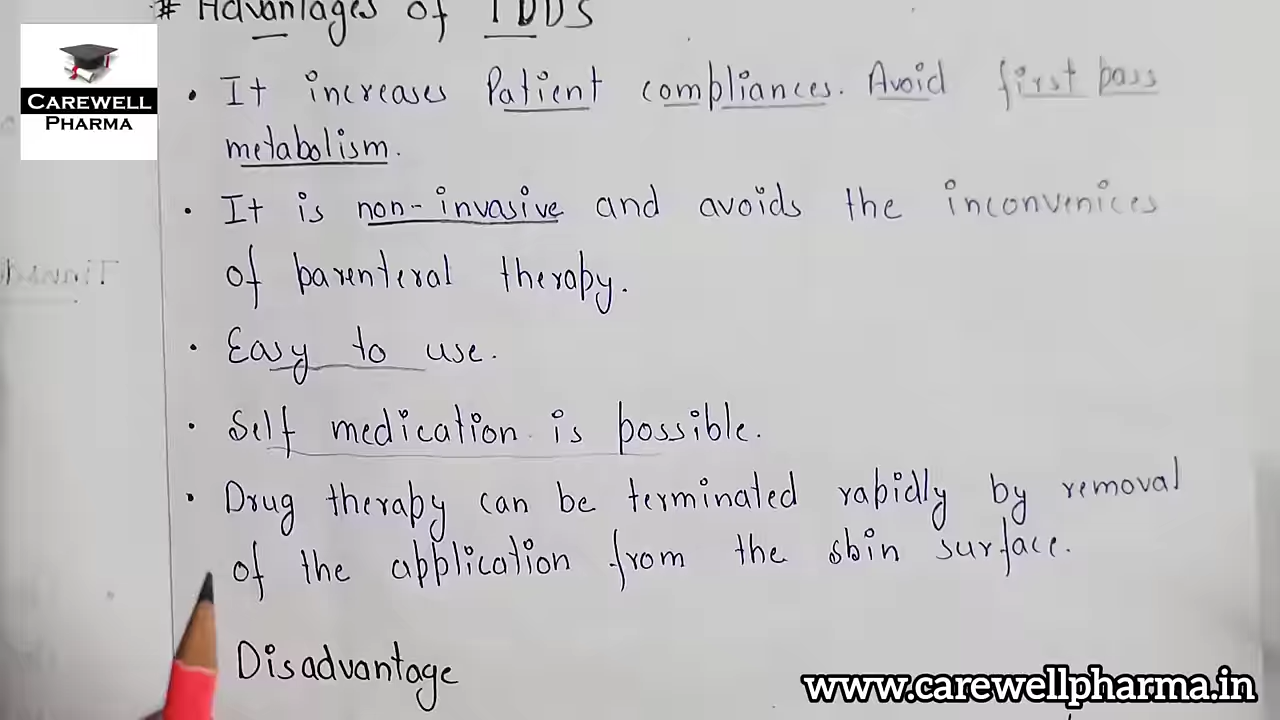 # Advantages of TDDS
CAREWELL
PHARMA
• It increases Patient compliances. Avoid first pass
metabolism.
• It is non-invasive and avoids the inconvenices
of parenteral therapy.
• Easy to use.
• Self medication is possible.
• Drug therapy can be terminated rapidly by removal
of the application from the skin surface.
Disadvantage
www.carewellpharma.in